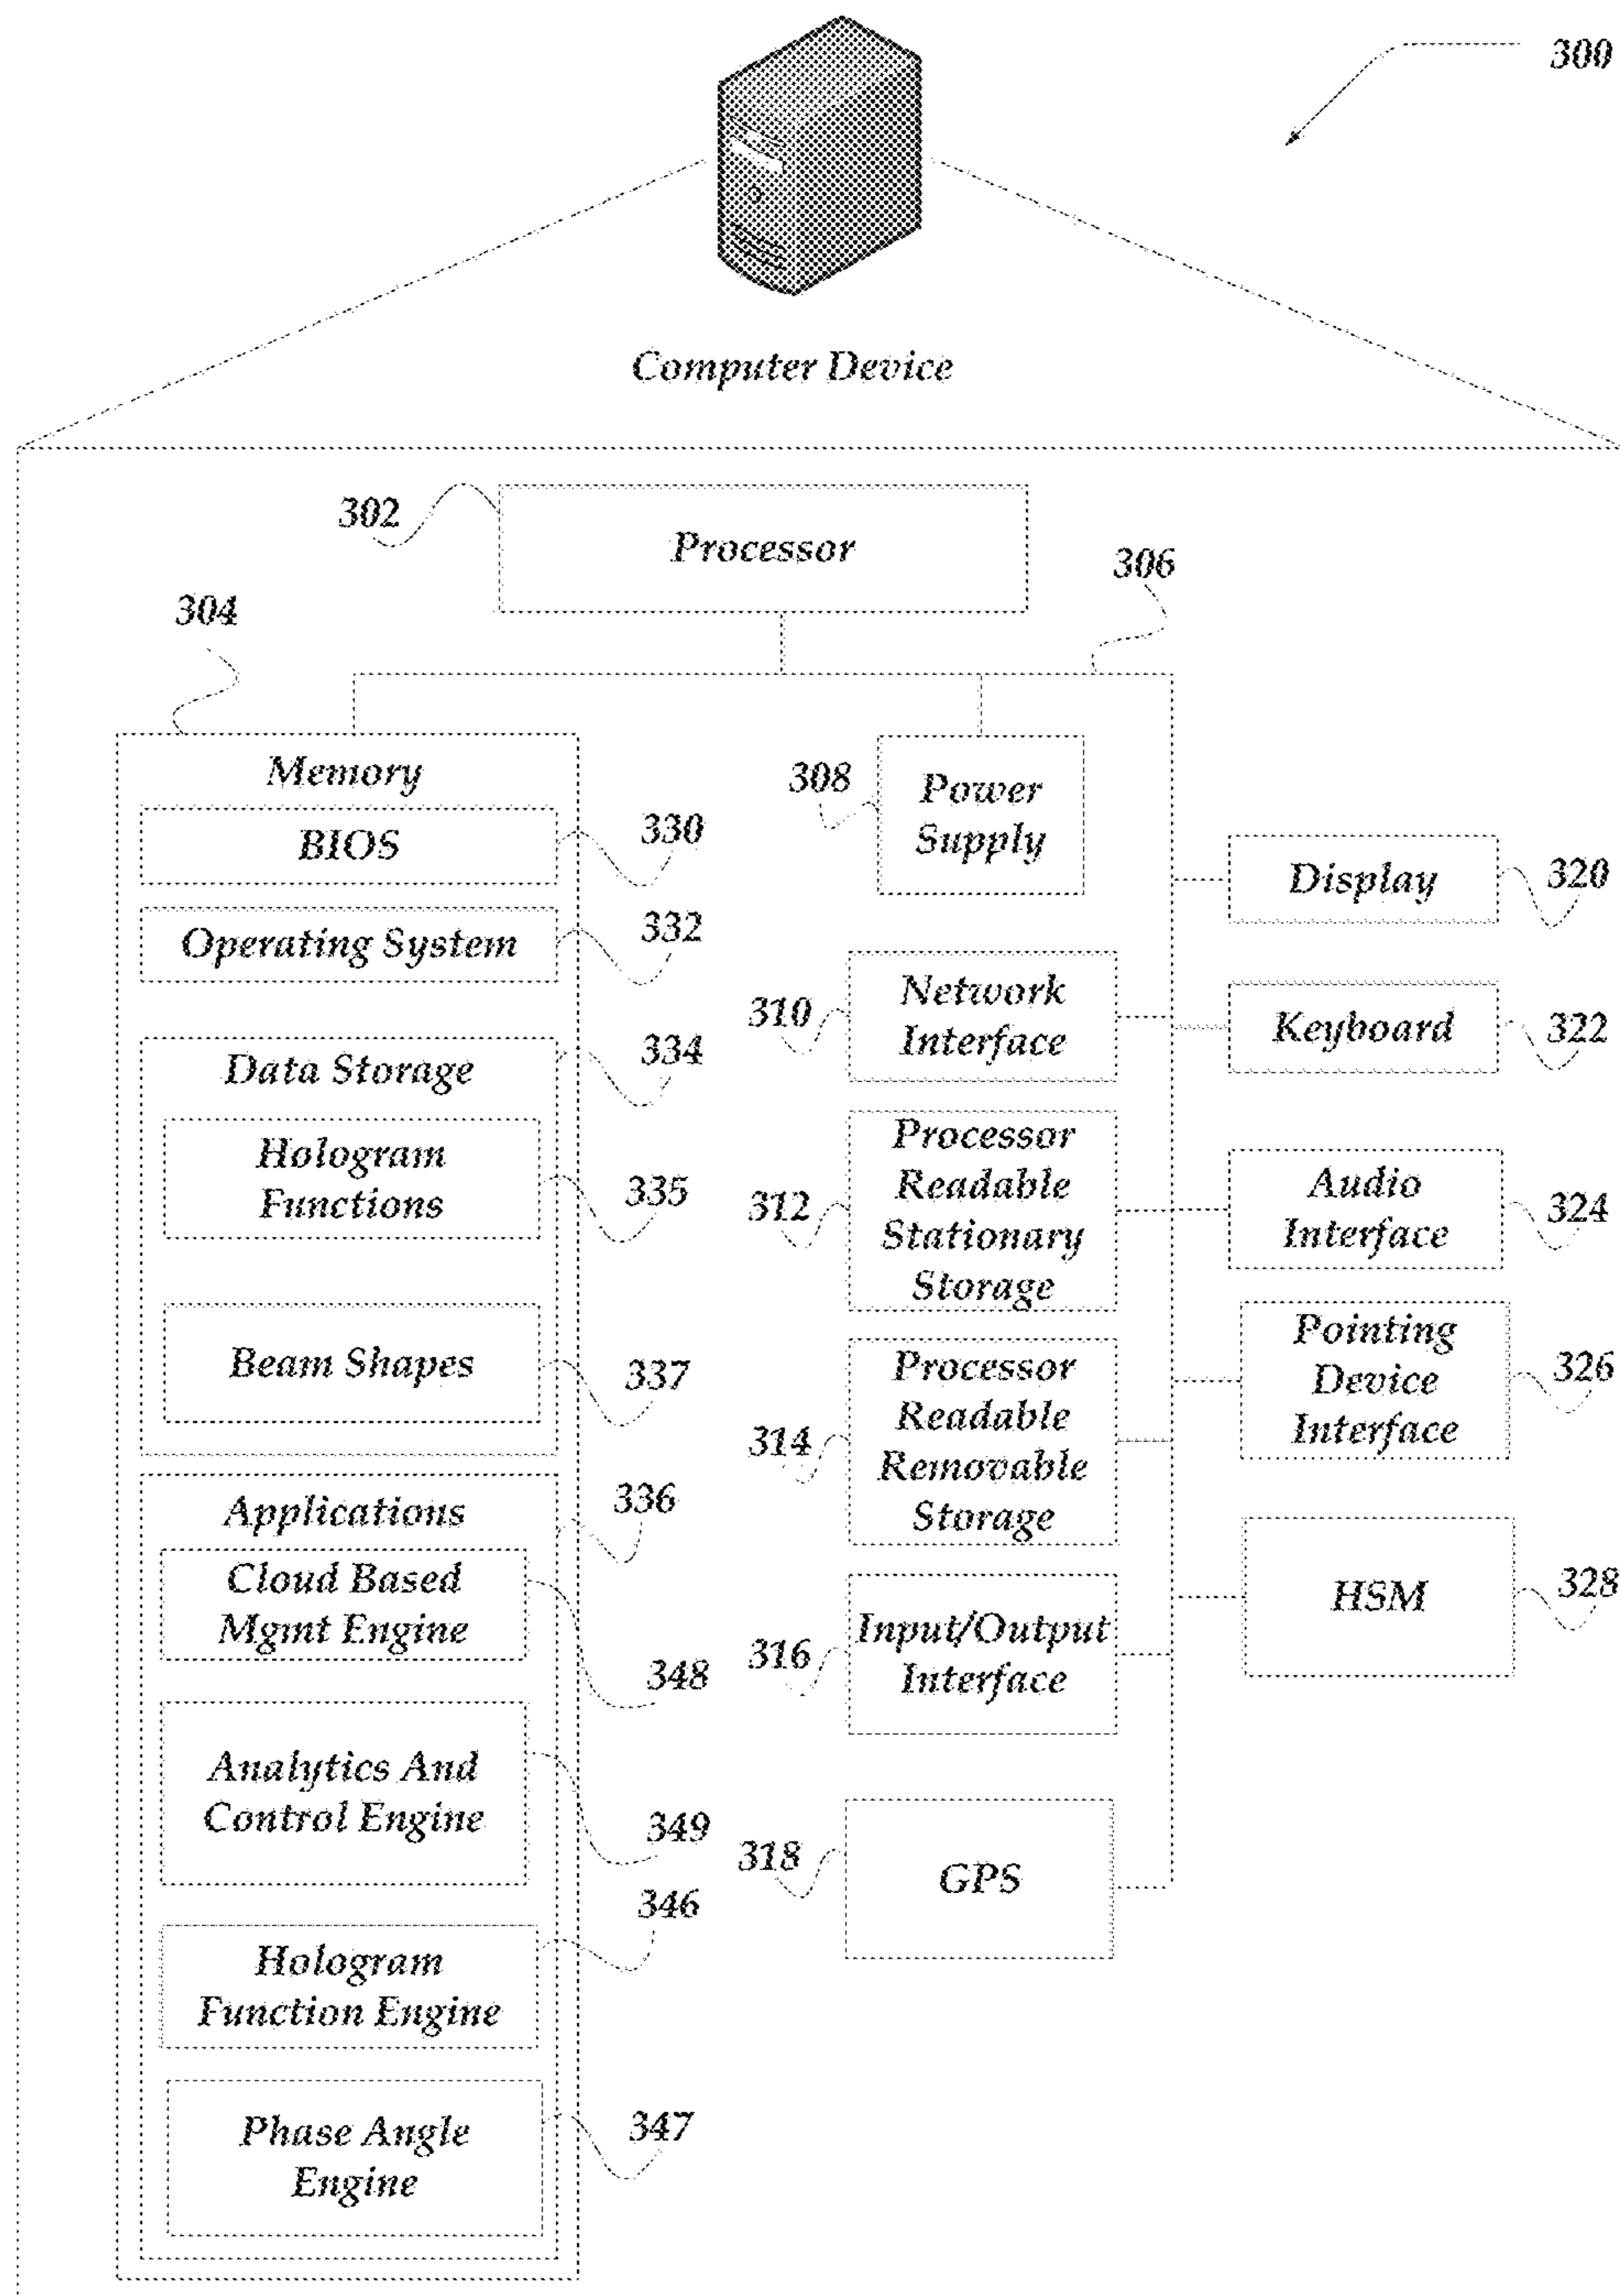 300
Computer Device
302
Processor
306
304
Memory
BIOS
330
Operating System
332
Data Storage
334
Hologram
Functions
335
Beam Shapes
337
Applications
336
Cloud Based
Mgmt Engine
348
Analytics And
Control Engine
349
Hologram
Function Engine
346
Phase Angle
Engine
347
308
Power
Supply
310
Network
Interface
312
Processor
Readable
Stationary
Storage
314
Processor
Readable
Removable
Storage
316
Input/Output
Interface
318
GPS
Display
320
Keyboard
322
Audio
Interface
324
Pointing
Device
Interface
326
HSM
328